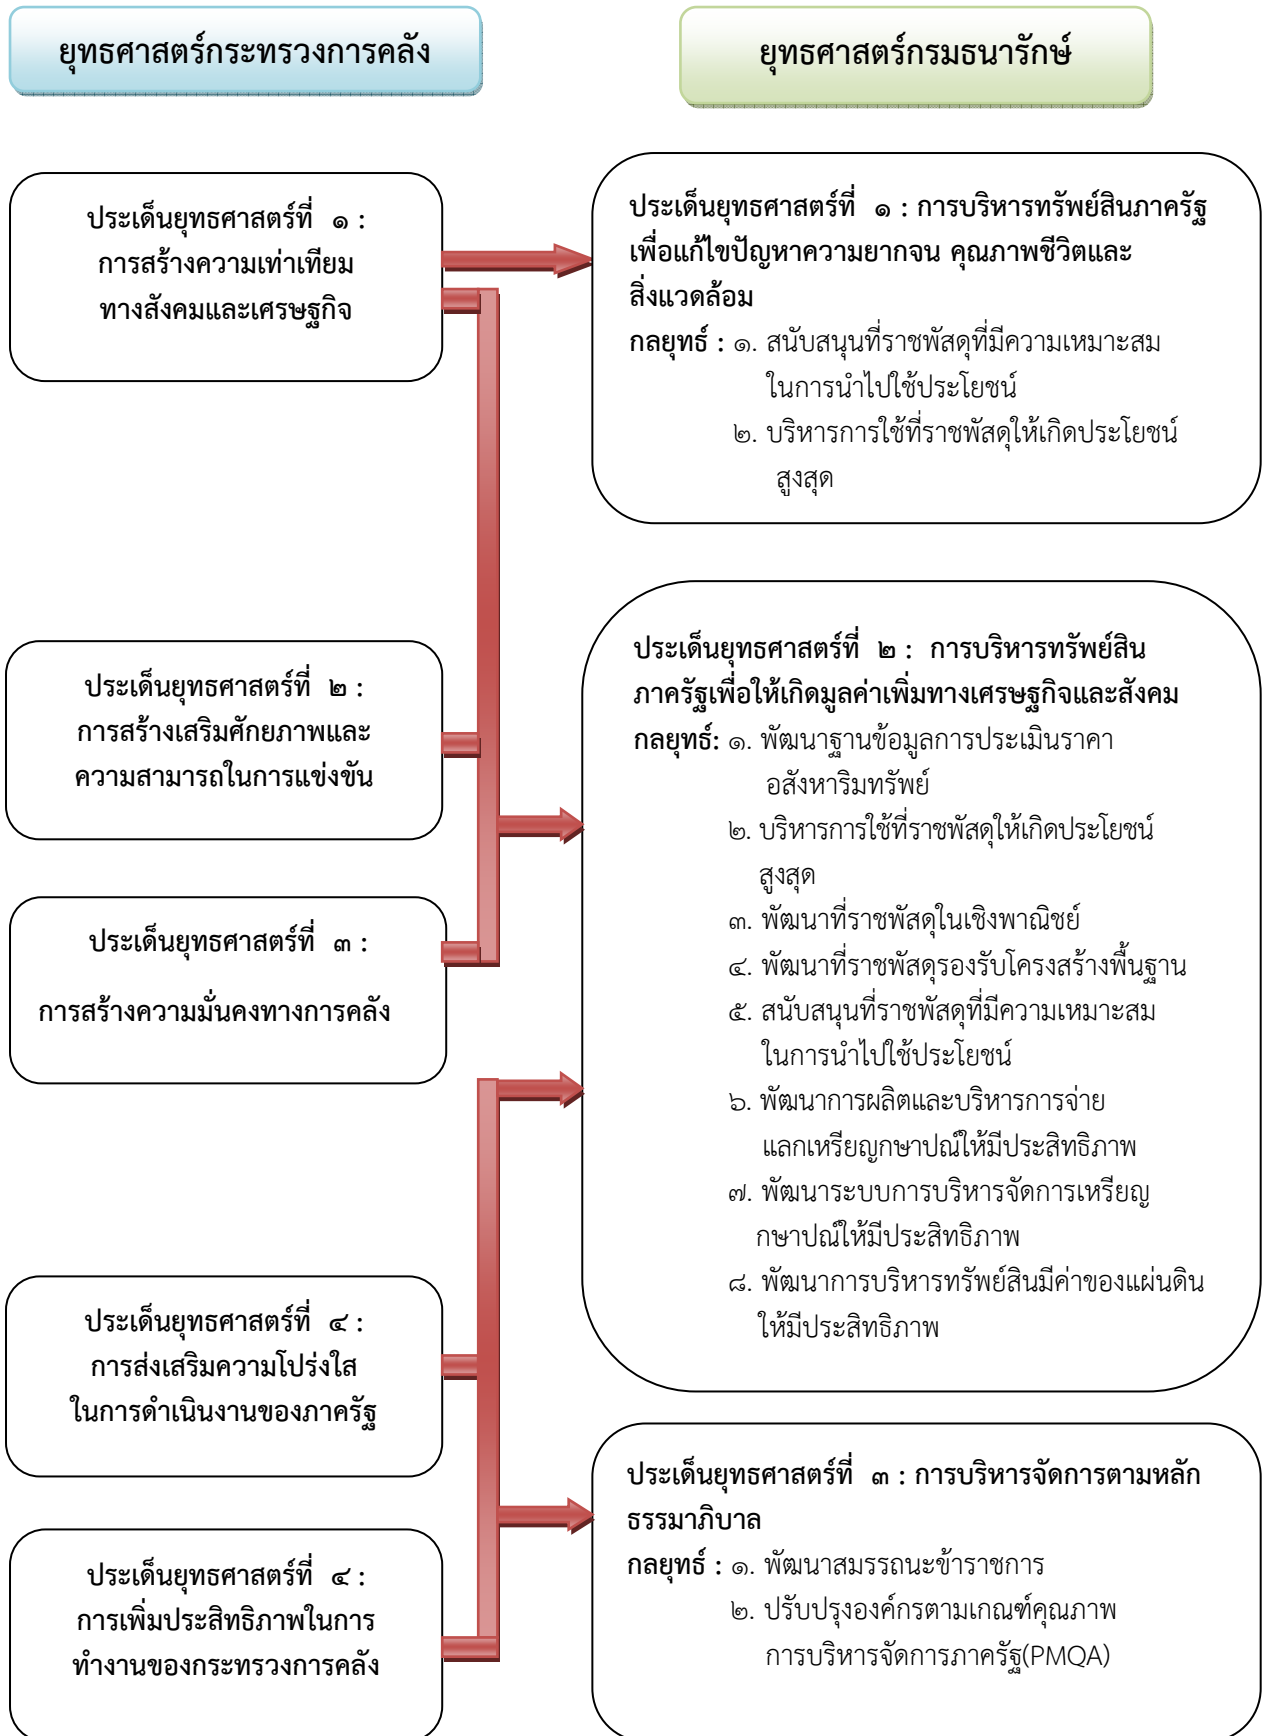 ยุทธศาสตร์กระทรวงการคลัง
ยุทธศาสตร์กรมธนารักษ์
ประเด็นยุทธศาสตร์ที่ ๑ :
การสร้างความเท่าเทียม
ทางสังคมและเศรษฐกิจ
ประเด็นยุทธศาสตร์ที่ ๒ :
การสร้างเสริมศักยภาพและ
ความสามารถในการแข่งขัน
ประเด็นยุทธศาสตร์ที่ ๓ :
การสร้างความมั่นคงทางการคลัง
ประเด็นยุทธศาสตร์ที่ ๔ :
การส่งเสริมความโปร่งใส
ในการดำเนินงานของภาครัฐ
ประเด็นยุทธศาสตร์ที่ ๔ :
การเพิ่มประสิทธิภาพในการ
ทำงานของกระทรวงการคลัง
ประเด็นยุทธศาสตร์ที่ ๑ : การบริหารทรัพย์สินภาครัฐ
เพื่อแก้ไขปัญหาความยากจน คุณภาพชีวิตและ
สิ่งแวดล้อม
กลยุทธ์ : ๑. สนับสนุนที่ราชพัสดุที่มีความเหมาะสม
ในการนำไปใช้ประโยชน์
๒. บริหารการใช้ที่ราชพัสดุให้เกิดประโยชน์
สูงสุด
ประเด็นยุทธศาสตร์ที่ ๒ : การบริหารทรัพย์สิน
ภาครัฐเพื่อให้เกิดมูลค่าเพิ่มทางเศรษฐกิจและสังคม
กลยุทธ์: ๑. พัฒนาฐานข้อมูลการประเมินราคา
อสังหาริมทรัพย์
๒. บริหารการใช้ที่ราชพัสดุให้เกิดประโยชน์
สูงสุด
๓. พัฒนาที่ราชพัสดุในเชิงพาณิชย์
๔. พัฒนาที่ราชพัสดุรองรับโครงสร้างพื้นฐาน
๕. สนับสนุนที่ราชพัสดุที่มีความเหมาะสม
ในการนำไปใช้ประโยชน์
๖. พัฒนาการผลิตและบริหารการจ่าย
แลกเหรียญกษาปณ์ให้มีประสิทธิภาพ
๗. พัฒนาระบบการบริหารจัดการเหรียญ
กษาปณ์ให้มีประสิทธิภาพ
๘. พัฒนาการบริหารทรัพย์สินมีค่าของแผ่นดิน
ให้มีประสิทธิภาพ
ประเด็นยุทธศาสตร์ที่ ๓ : การบริหารจัดการตามหลัก
ธรรมาภิบาล
กลยุทธ์ : ๑. พัฒนาสมรรถนะข้าราชการ
๒. ปรับปรุงองค์กรตามเกณฑ์คุณภาพ
การบริหารจัดการภาครัฐ(PMQA)